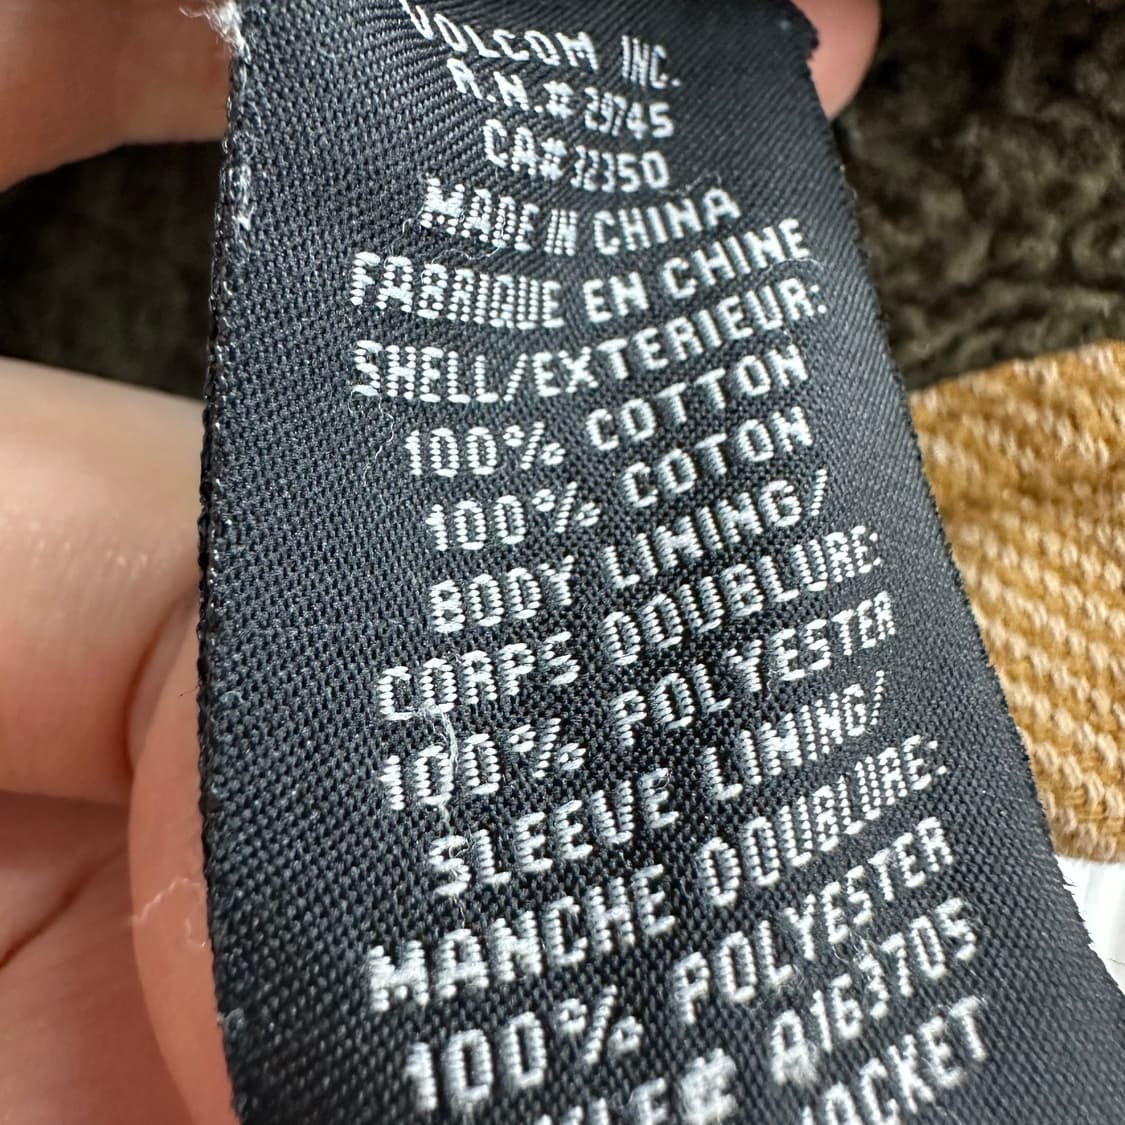 VOLCOM INC.
R.N.# 29745
CA# 32350
MADE IN CHINA
FABRIQUE EN CHINE
SHELL/EXTERIEUR:
100% COTTON
100% COTON
BODY LINING/
CORPS DOUBLURE:
100% POLYESTER
SLEEVE LINING/
MANCHE DOUBLURE:
100% POLYESTER
A163705
JACKET